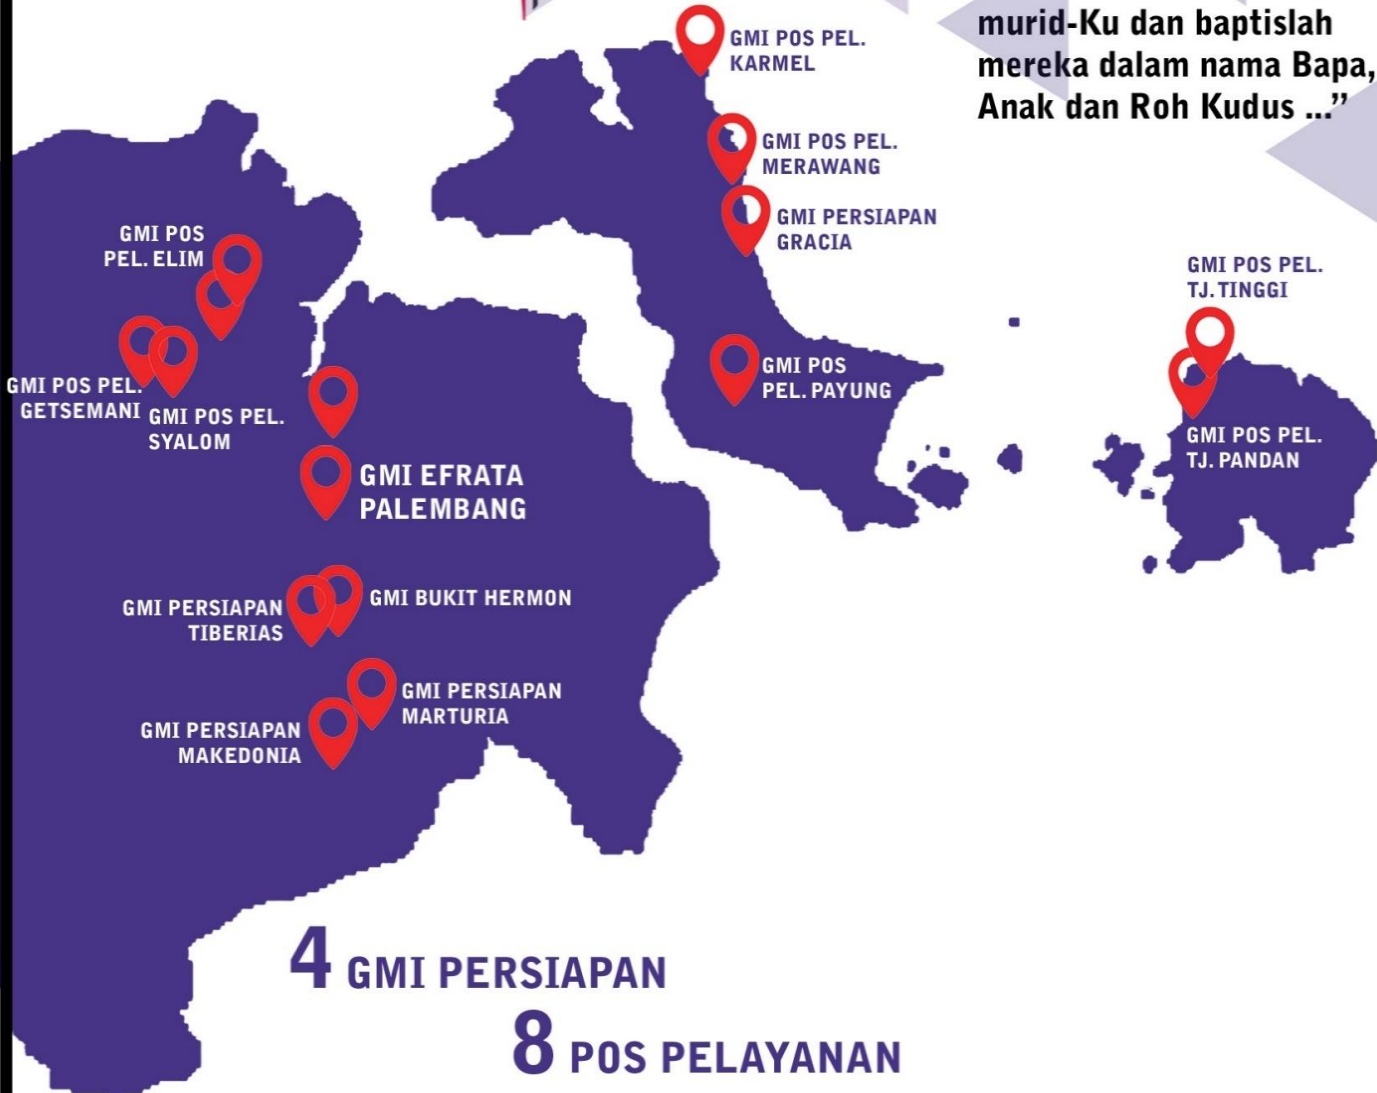 murid-Ku dan baptislah
mereka dalam nama Bapa,
Anak dan Roh Kudus ...”
GMI POS PEL.
KARMEL
GMI POS PEL.
MERAWANG
GMI PERSIAPAN
GRACIA
GMI POS
PEL. ELIM
GMI POS PEL.
TJ. TINGGI
GMI POS PEL.
GETSEMANI
GMI POS PEL.
SYALOM
GMI POS
PEL. PAYUNG
GMI POS PEL.
TJ. PANDAN
GMI EFRATA
PALEMBANG
GMI PERSIAPAN
TIBERIAS
GMI BUKIT HERMON
GMI PERSIAPAN
MARTURIA
GMI PERSIAPAN
MAKEDONIA
4 GMI PERSIAPAN
8 POS PELAYANAN